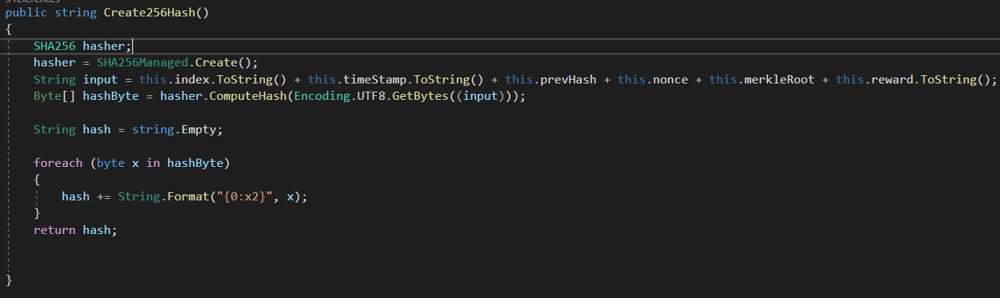 public string Create256Hash()
{
SHA256 hasher;
hasher = SHA256Managed.Create();
String input = this.index.ToString() + this.timeStamp.ToString() + this.prevHash + this.nonce + this.merkleRoot + this.reward.ToString();
Byte[] hashByte = hasher.ComputeHash(Encoding.UTF8.GetBytes((input)));
String hash = string.Empty;
foreach (byte x in hashByte)
{
hash += String.Format("{0:x2}", x);
}
return hash;
}